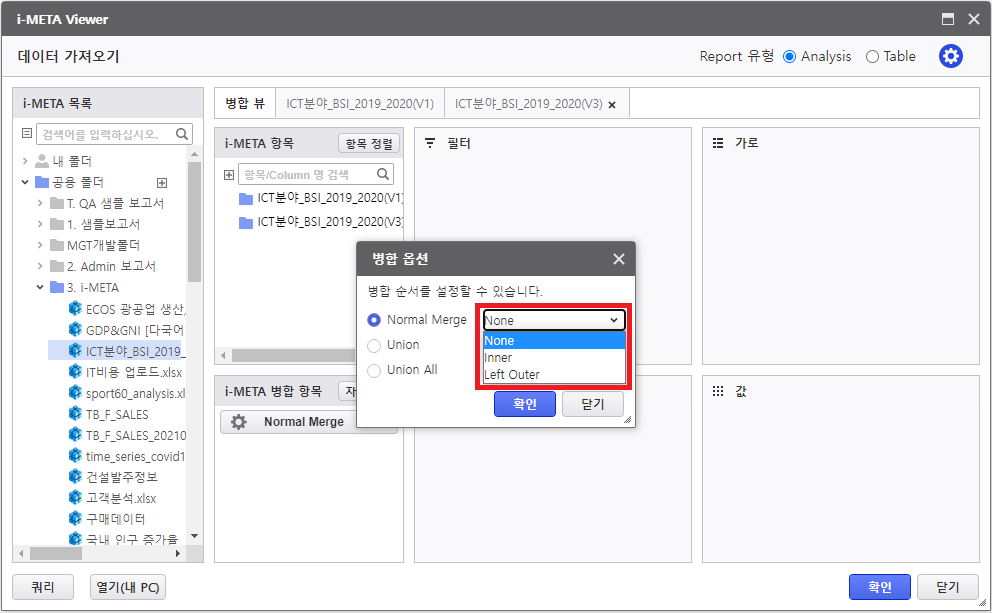 i-META Viewer
데이터 가져오기
Report 유형 Analysis Table
i-META 목록
검색어를 입력하십시오.
내 폴더
공용 폴더
T. QA 샘플 보고서
1. 샘플보고서
MGT개발폴더
2. Admin 보고서
3. i-META
ECOS 광공업 생산,
GDP&GNI [다국어
ICT분야_BSI_2019_
IT비용 업로드.xlsx
sport60_analysis.xl
TB_F_SALES
TB_F_SALES_20210
time_series_covid1
건설발주정보
고객분석.xlsx
구매데이터
국내 인구 증가율
병합 뷰 ICT분야_BSI_2019_2020(V1) ICT분야_BSI_2019_2020(V3)
i-META 항목 항목 정렬
항목/Column 명 검색
ICT분야_BSI_2019_2020(V1)
ICT분야_BSI_2019_2020(V3)
필터
가로
병합 옵션
병합 순서를 설정할 수 있습니다.
Normal Merge None
None
Inner
Left Outer
Union
Union All
확인 닫기
i-META 병합 항목 자
Normal Merge
값
쿼리 열기(내 PC) 확인 닫기